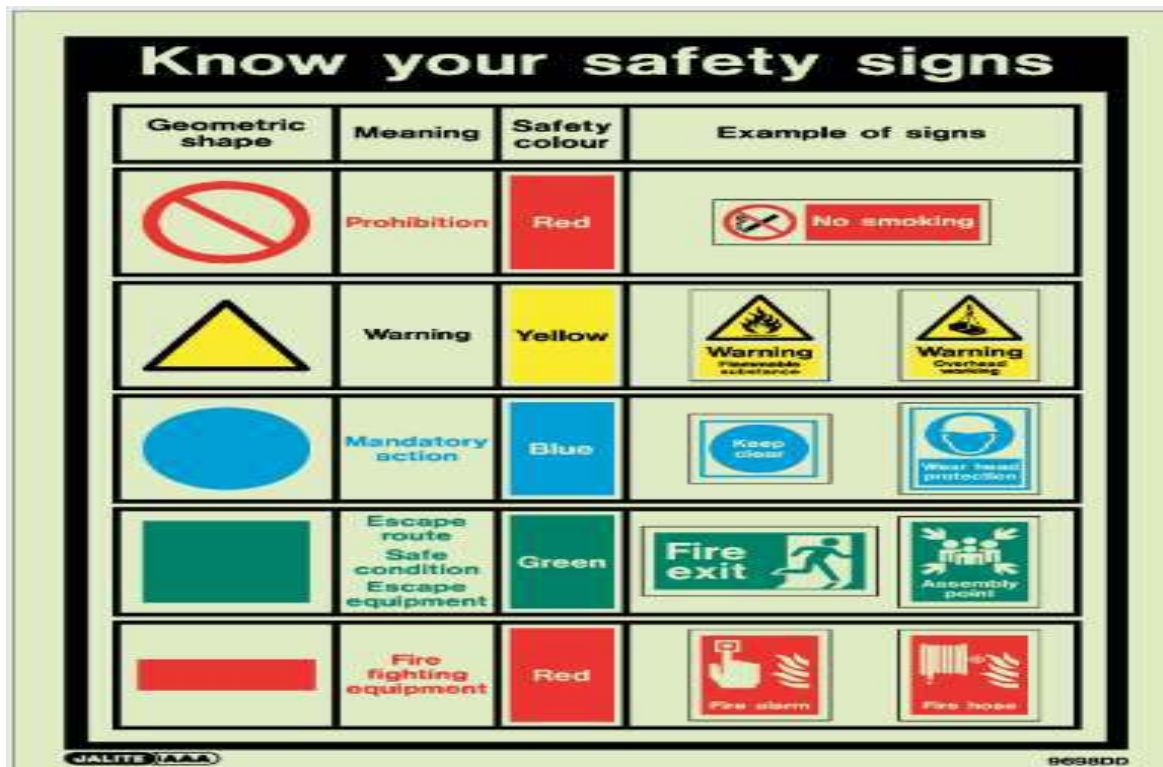 Know your safety signs
Geometric shape
Meaning
Safety colour
Example of signs
Prohibition
Red
No smoking
Warning
Yellow
Warning
Flammable
substance
Warning
Overhead
working
Mandatory
action
Blue
Keep
clear
Wear head
protection
Escape
route
Safe
condition
Escape
equipment
Green
Fire
exit
Assembly
point
Fire
fighting
equipment
Red
Fire alarm
Fire hose
JALITE AAA
9698DD